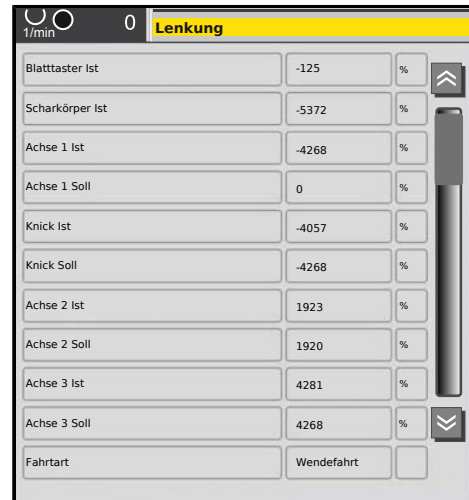 1/min 0 Lenkung
Blatttaster Ist -125 %
Scharkörper Ist -5372 %
Achse 1 Ist -4268 %
Achse 1 Soll 0 %
Knick Ist -4057 %
Knick Soll -4268 %
Achse 2 Ist 1923 %
Achse 2 Soll 1920 %
Achse 3 Ist 4281 %
Achse 3 Soll 4268 %
Fahrtart Wendefahrt